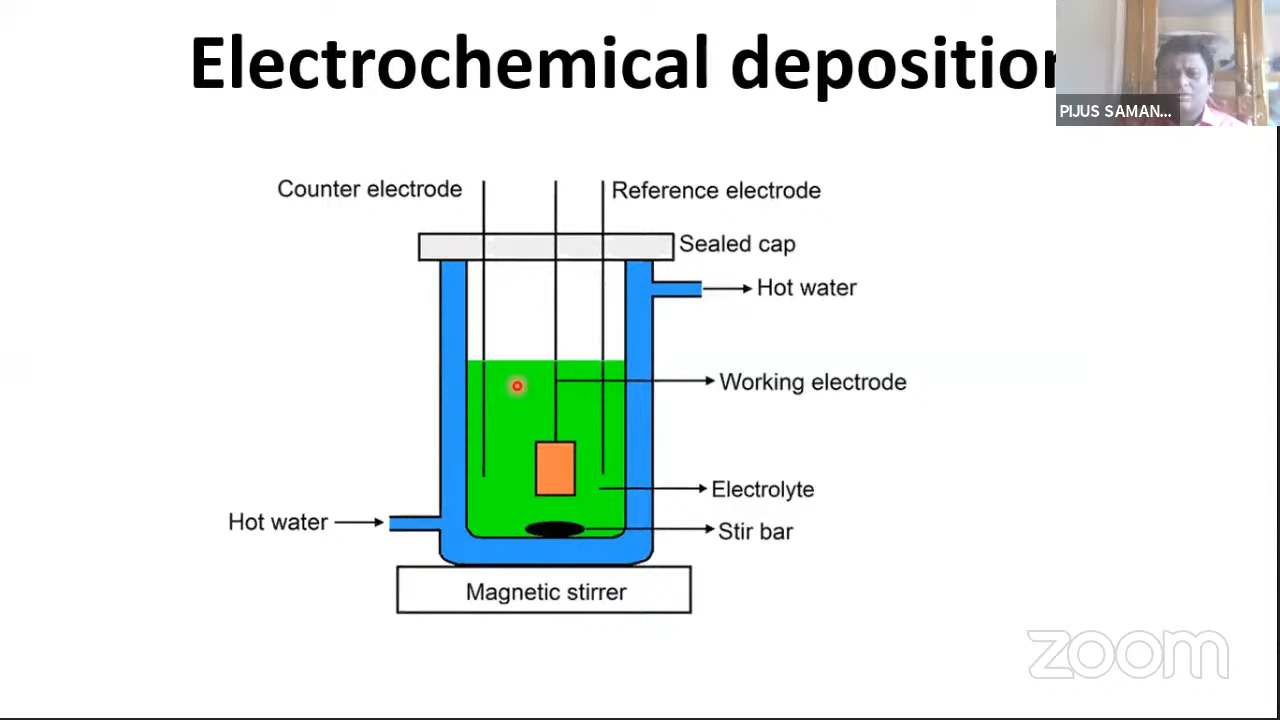 Electrochemical deposition
PIJUS SAMAN...
Counter electrode
Reference electrode
Sealed cap
Hot water
Working electrode
Electrolyte
Hot water
Stir bar
Magnetic stirrer
zoom